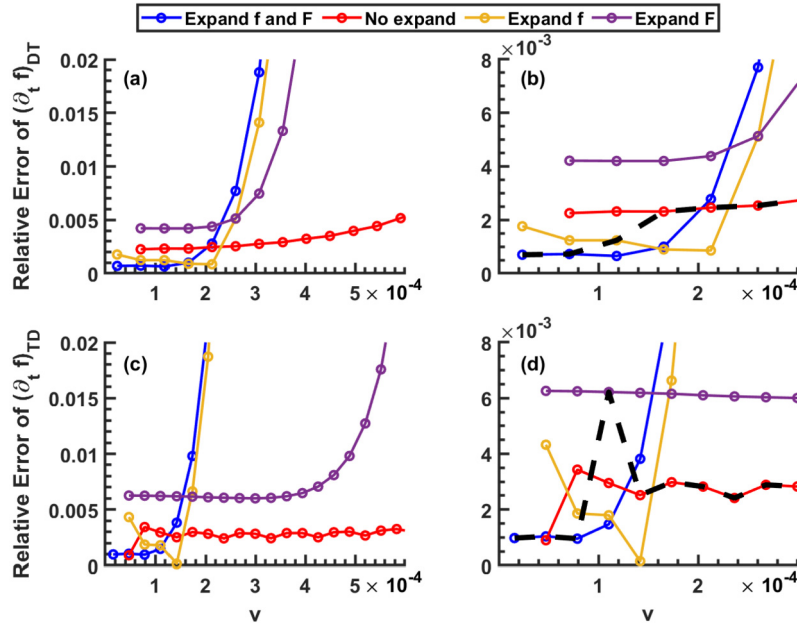 Expand f and F No expand Expand f Expand F
Relative Error of (∂t f)DT
0.02
0.015
0.01
0.005
0
(a)
1 2 3 4 5 × 10-4
× 10-3
8
6
4
2
0
(b)
1 2 × 10-4
Relative Error of (∂t f)TD
0.02
0.015
0.01
0.005
0
(c)
1 2 3 4 5 × 10-4
v
× 10-3
8
6
4
2
0
(d)
1 2 × 10-4
v